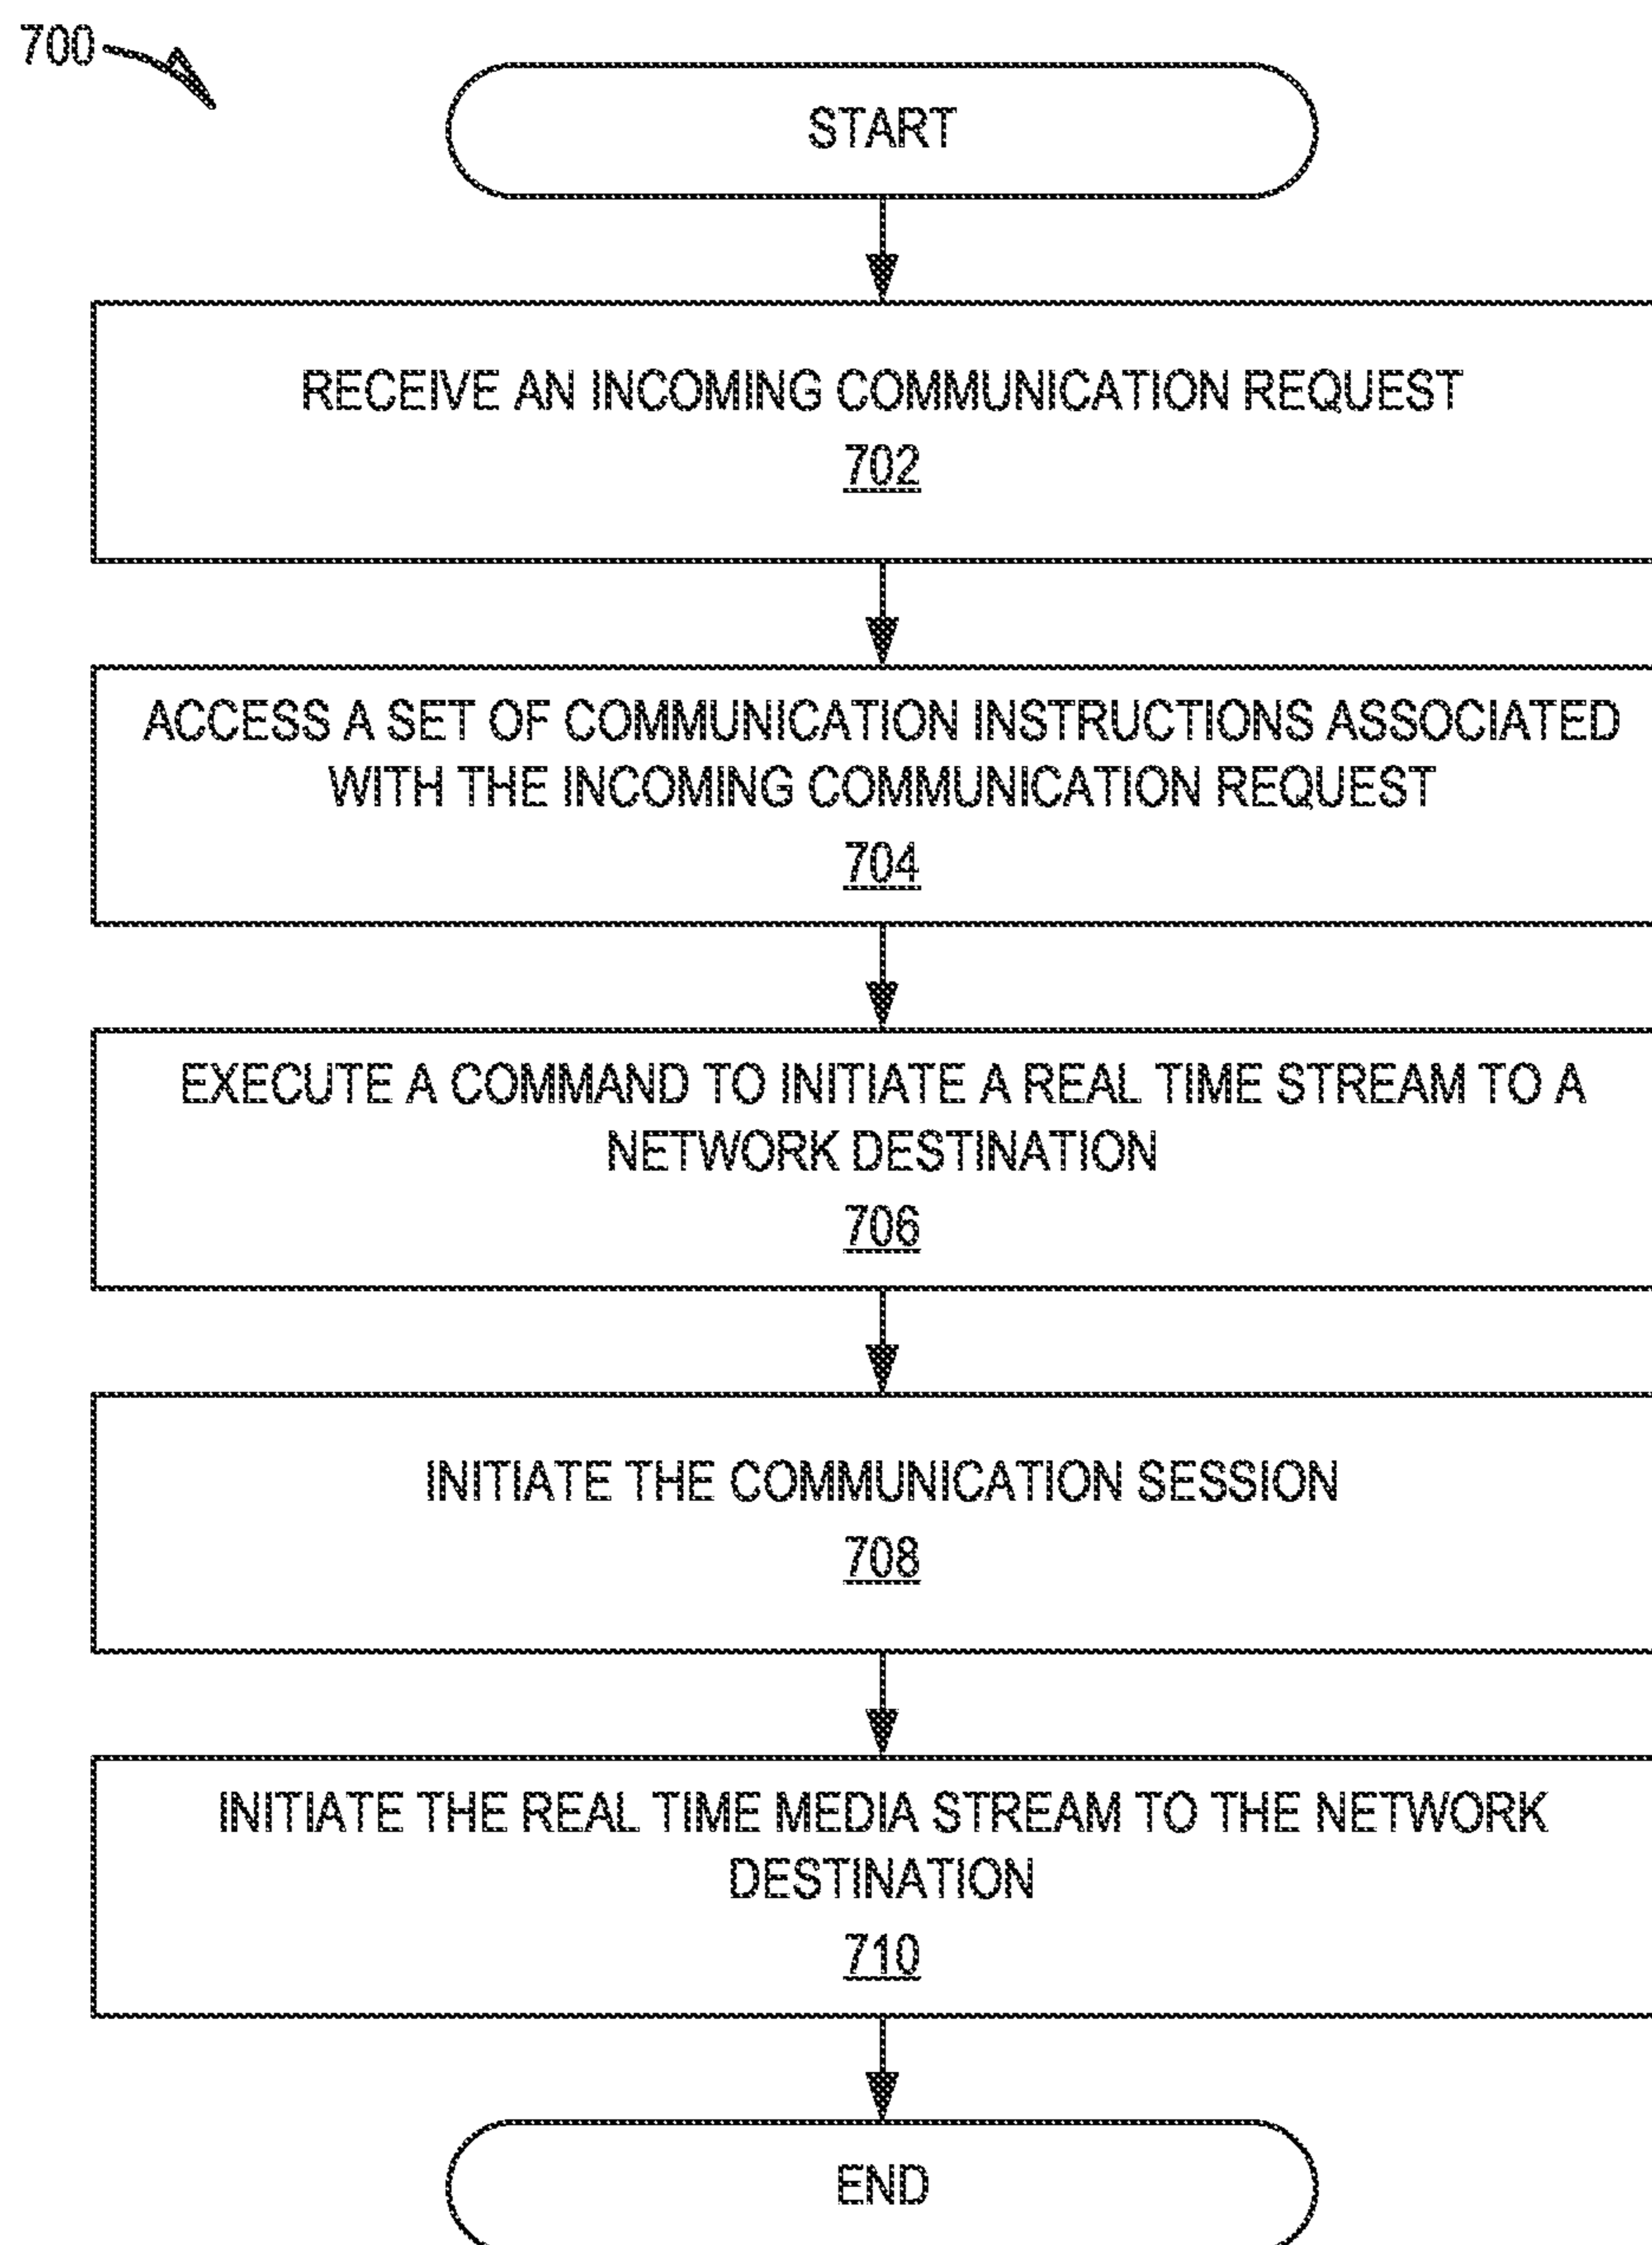 700
START
RECEIVE AN INCOMING COMMUNICATION REQUEST
702
ACCESS A SET OF COMMUNICATION INSTRUCTIONS ASSOCIATED
WITH THE INCOMING COMMUNICATION REQUEST
704
EXECUTE A COMMAND TO INITIATE A REAL TIME STREAM TO A
NETWORK DESTINATION
706
INITIATE THE COMMUNICATION SESSION
708
INITIATE THE REAL TIME MEDIA STREAM TO THE NETWORK
DESTINATION
710
END